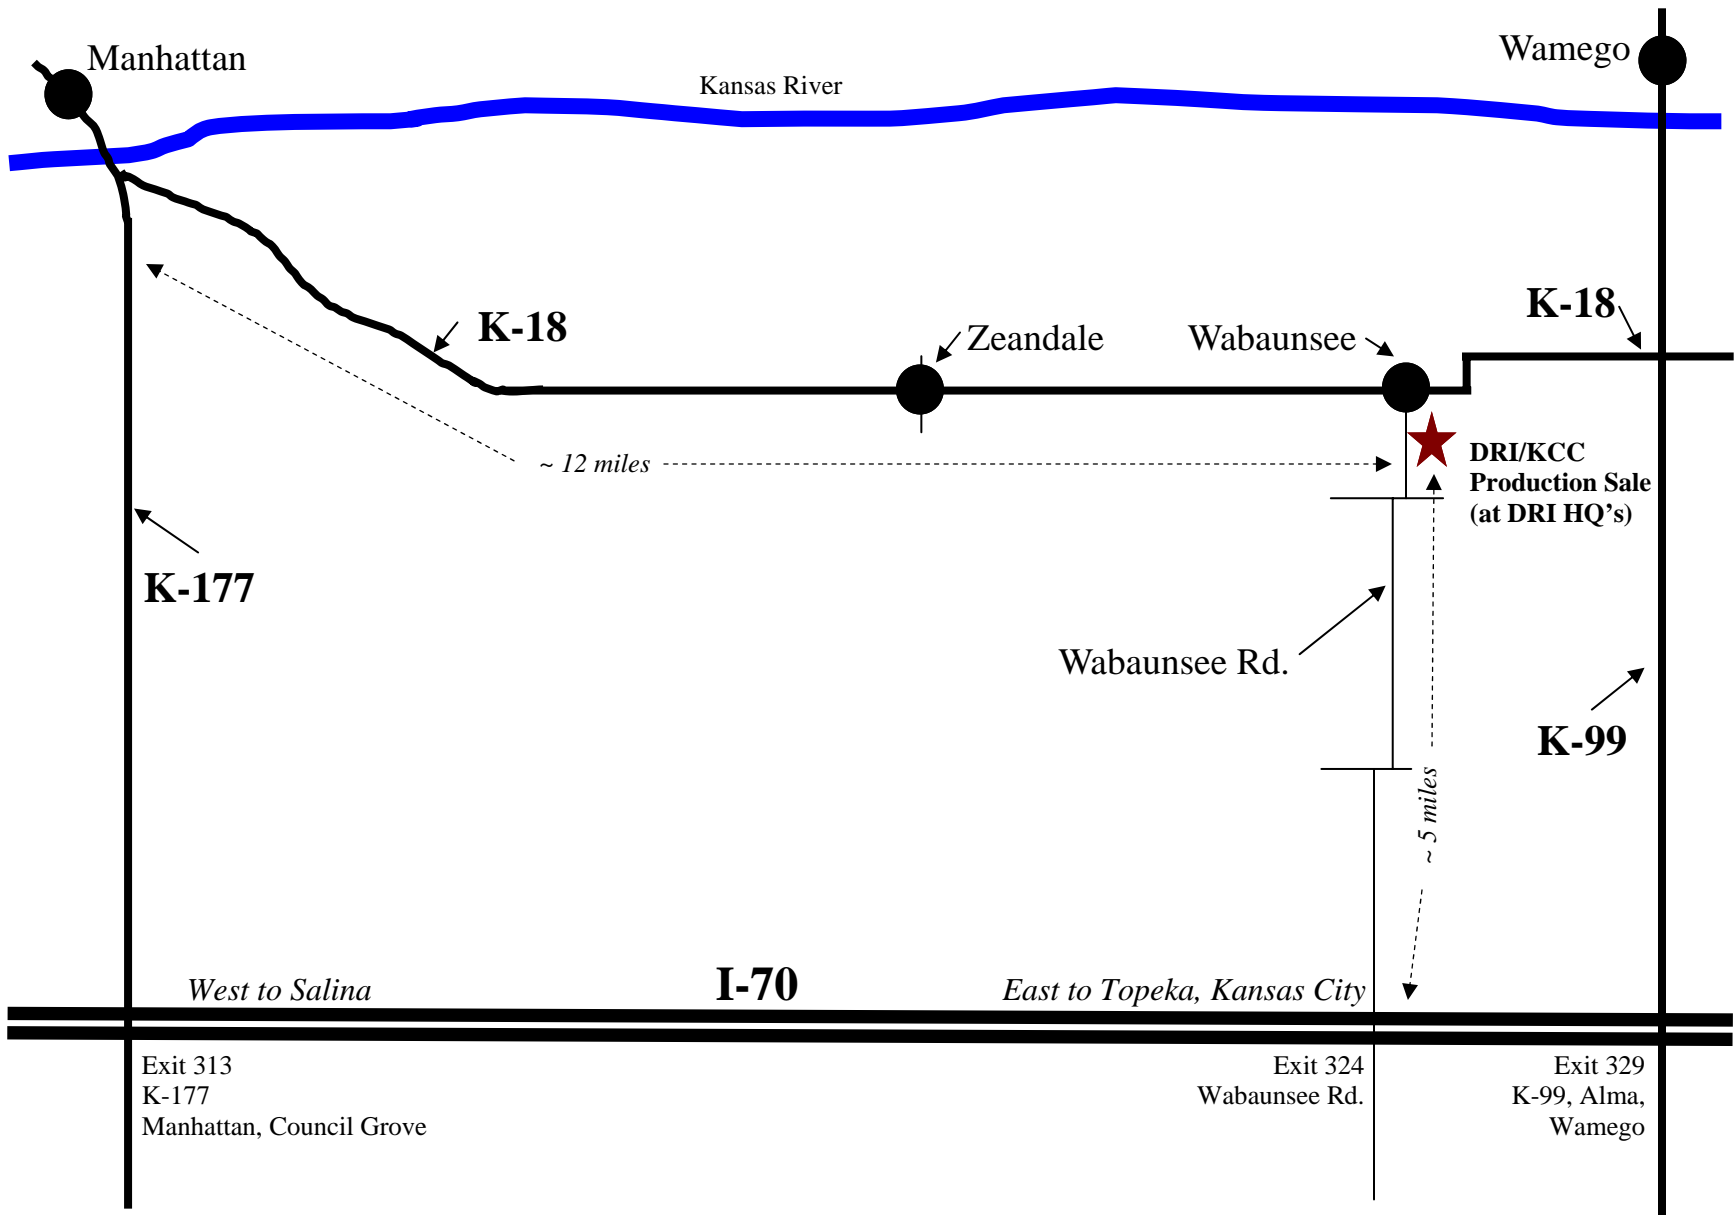 Manhattan
Wamego
Kansas River
K-18
K-18
Zeandale
Wabaunsee
~ 12 miles
DRI/KCC
Production Sale
(at DRI HQ’s)
K-177
Wabaunsee Rd.
K-99
~ 5 miles
West to Salina
I-70
East to Topeka, Kansas City
Exit 313
K-177
Manhattan, Council Grove
Exit 324
Wabaunsee Rd.
Exit 329
K-99, Alma,
Wamego